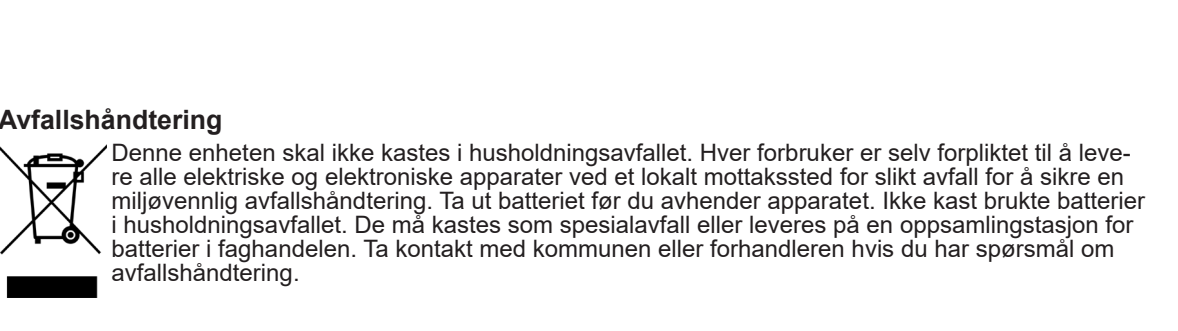 Avfallshåndtering
Denne enheten skal ikke kastes i husholdningsavfallet. Hver forbruker er selv forpliktet til å leve-
re alle elektriske og elektroniske apparater ved et lokalt mottakssted for slikt avfall for å sikre en
miljøvennlig avfallshåndtering. Ta ut batteriet før du avhender apparatet. Ikke kast brukte batterier
i husholdningsavfallet. De må kastes som spesialavfall eller leveres på en oppsamlingstasjon for
batterier i faghandelen. Ta kontakt med kommunen eller forhandleren hvis du har spørsmål om
avfallshåndtering.